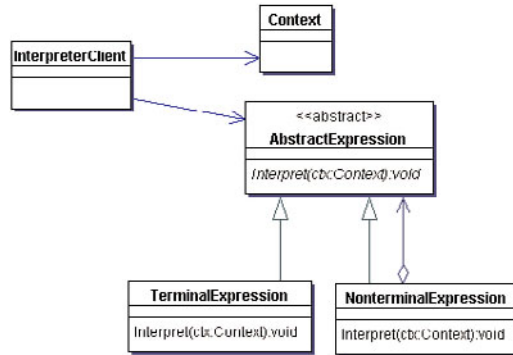 Context
InterpreterClient
<<abstract>>
AbstractExpression
Interpret(ctx:Context):void
TerminalExpression
Interpret(ctx:Context):void
NonterminalExpression
Interpret(ctx:Context):void